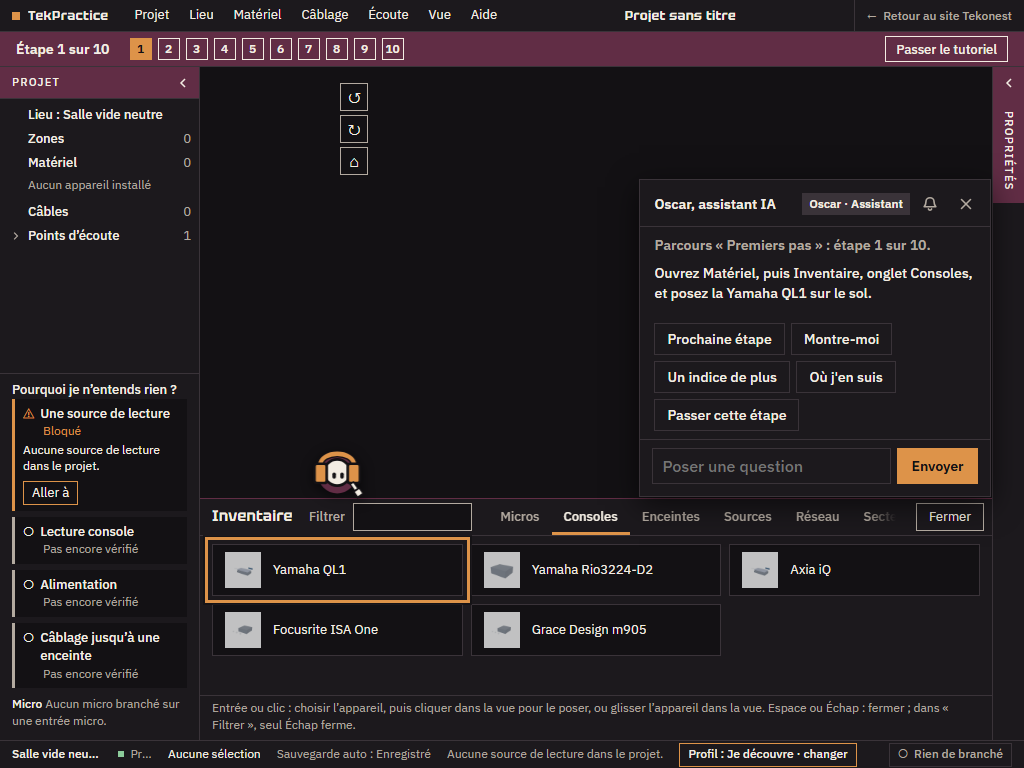 TekPractice
Projet Lieu Matériel Câblage Écoute Vue Aide
Projet sans titre
← Retour au site Tekonest
Étape 1 sur 10
1 2 3 4 5 6 7 8 9 10
Passer le tutoriel
PROJET
Lieu : Salle vide neutre
Zones 0
Matériel 0
Aucun appareil installé
Câbles 0
Points d’écoute 1
PROPRIÉTÉS
Oscar, assistant IA
Oscar · Assistant
Parcours « Premiers pas » : étape 1 sur 10.
Ouvrez Matériel, puis Inventaire, onglet Consoles,
et posez la Yamaha QL1 sur le sol.
Prochaine étape
Montre-moi
Un indice de plus
Où j'en suis
Passer cette étape
Poser une question
Envoyer
Pourquoi je n’entends rien ?
Une source de lecture
Bloqué
Aucune source de lecture
dans le projet.
Aller à
Lecture console
Pas encore vérifié
Alimentation
Pas encore vérifié
Câblage jusqu’à une
enceinte
Pas encore vérifié
Micro Aucun micro branché sur
une entrée micro.
Inventaire
Filtrer
Micros Consoles Enceintes Sources Réseau Secte
Fermer
Yamaha QL1
Yamaha Rio3224-D2
Axia iQ
Focusrite ISA One
Grace Design m905
Entrée ou clic : choisir l’appareil, puis cliquer dans la vue pour le poser, ou glisser l’appareil dans la vue. Espace ou Échap : fermer ; dans «
Filtrer », seul Échap ferme.
Salle vide neu…
Pr…
Aucune sélection
Sauvegarde auto : Enregistré
Aucune source de lecture dans le projet.
Profil : Je découvre · changer
Rien de branché